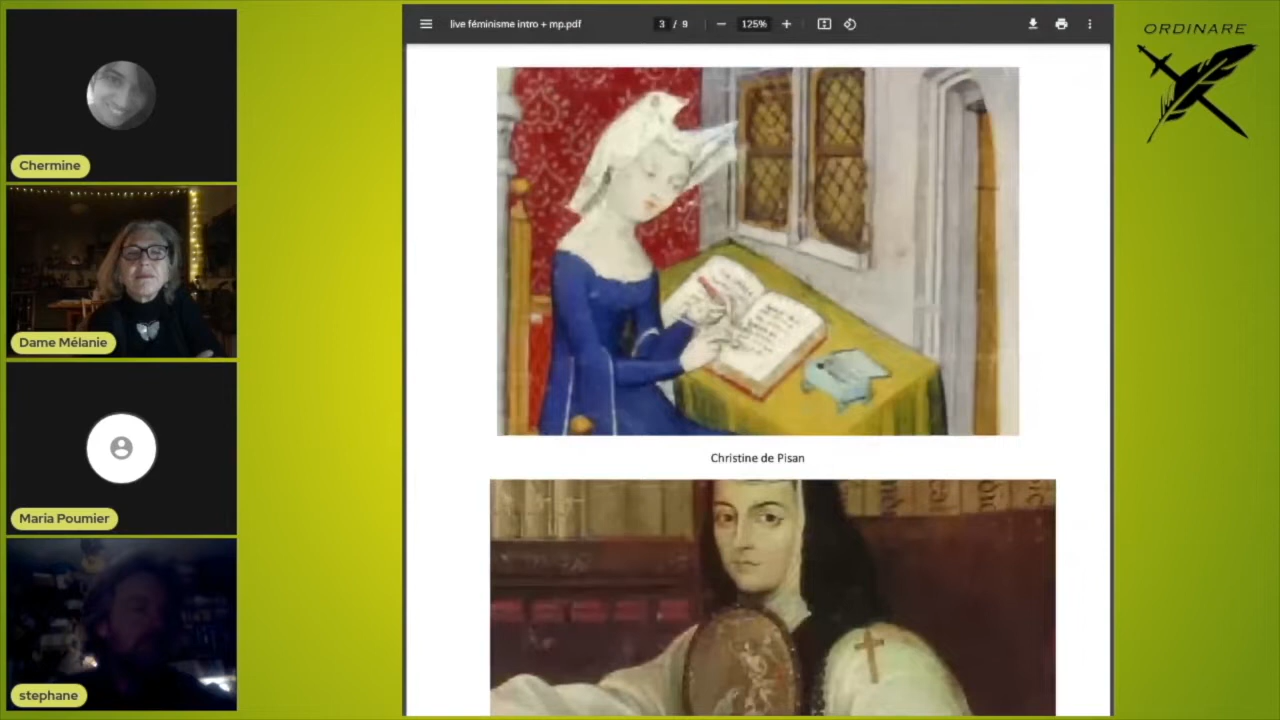 live féminisme intro + mp.pdf
3 / 9
125%
ORDINARE
Chermine
Dame Mélanie
Maria Poumier
stephane
Christine de Pisan